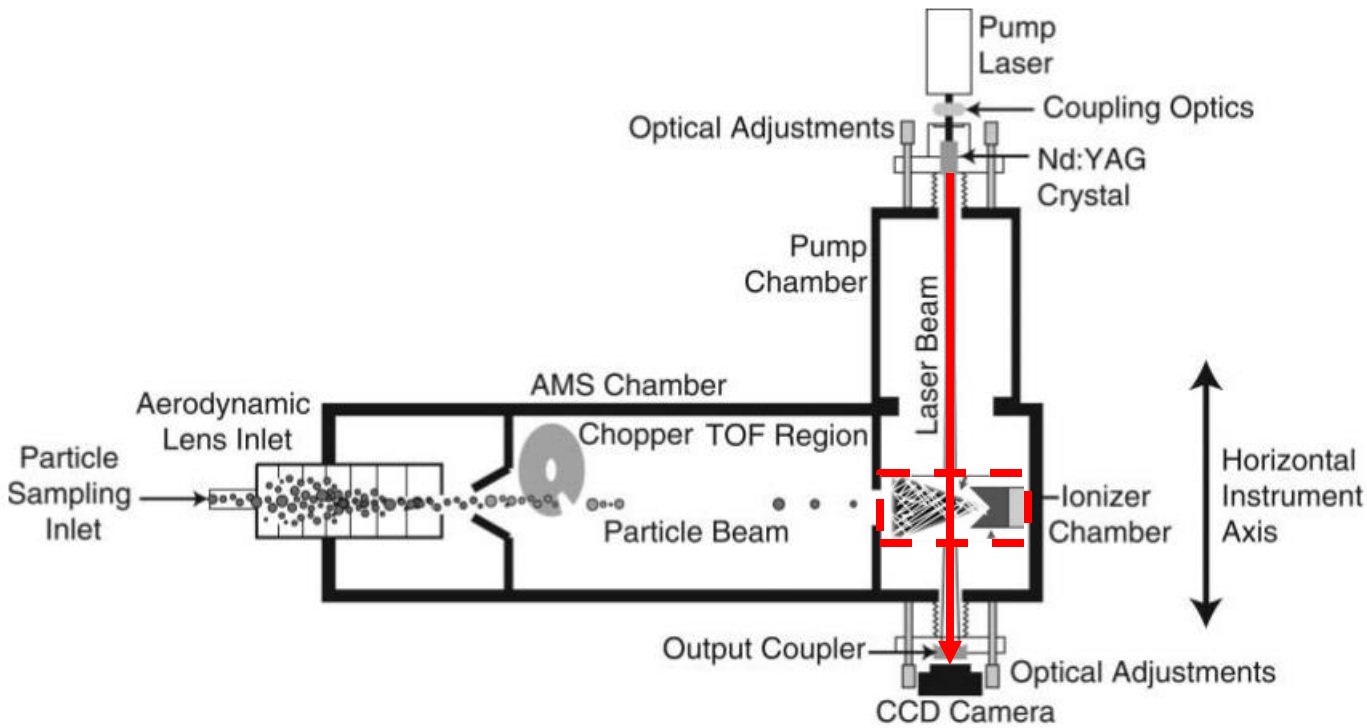 Pump
Laser
Coupling Optics
Optical Adjustments
Nd:YAG
Crystal
Pump
Chamber
Laser Beam
AMS Chamber
Aerodynamic
Lens Inlet
Chopper
TOF Region
Particle
Sampling
Inlet
Particle Beam
Ionizer
Chamber
Horizontal
Instrument
Axis
Output Coupler
Optical Adjustments
CCD Camera